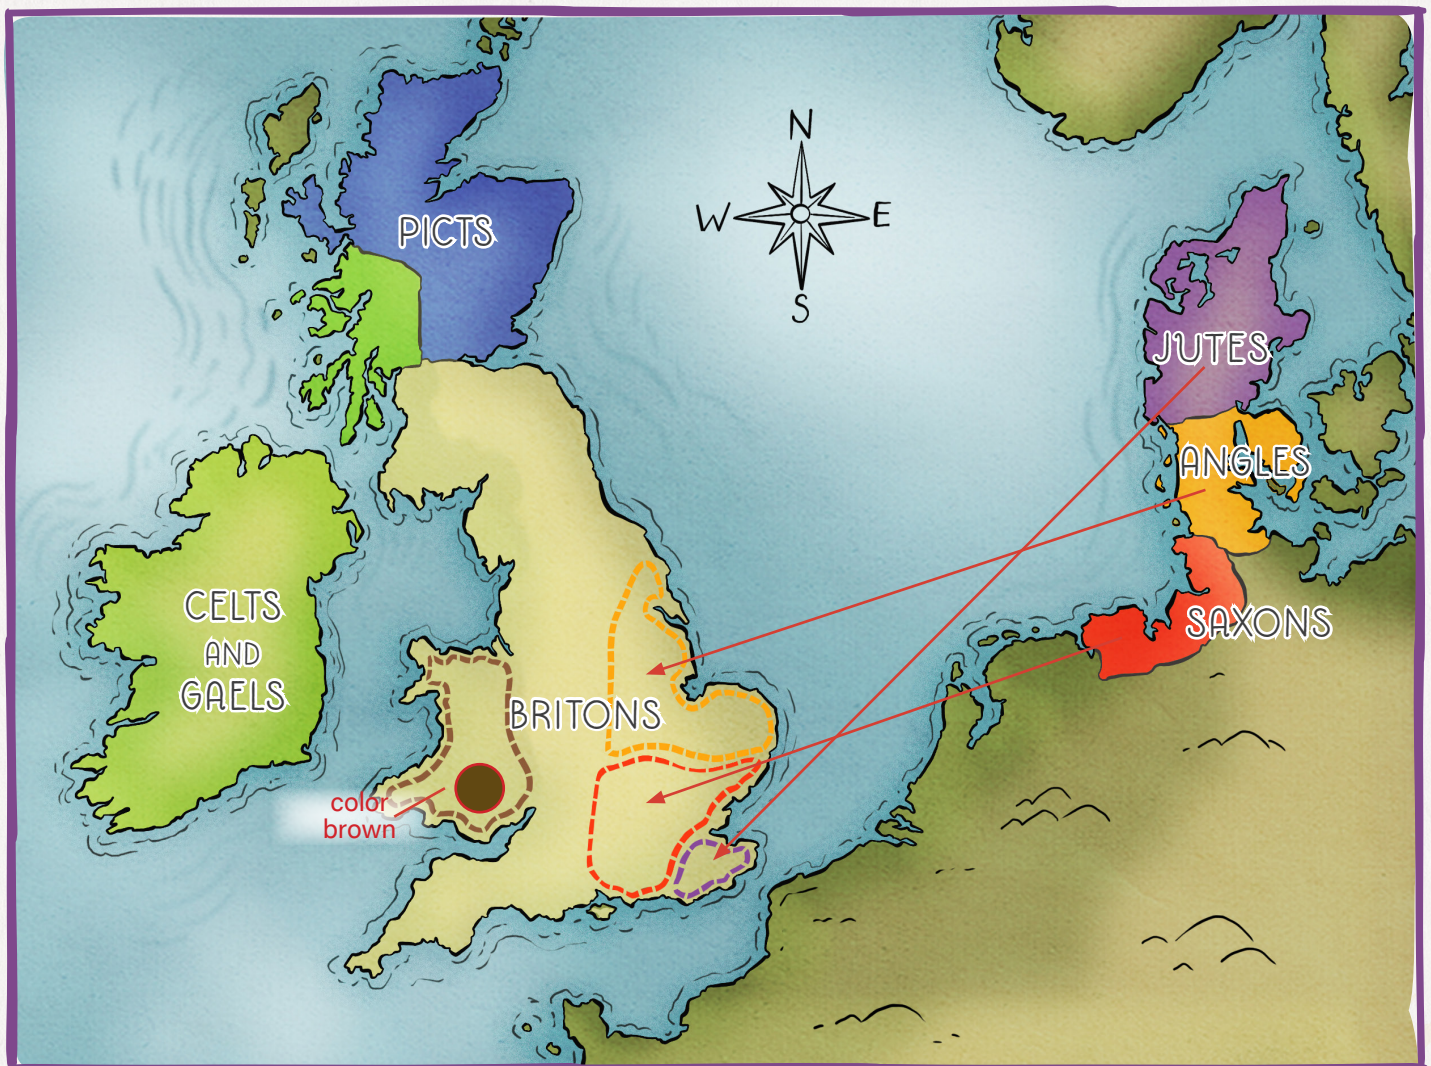 N
W
E
S
PICTS
JUTES
ANGLES
CELTS
AND
GAELS
SAXONS
BRITONS
color
brown